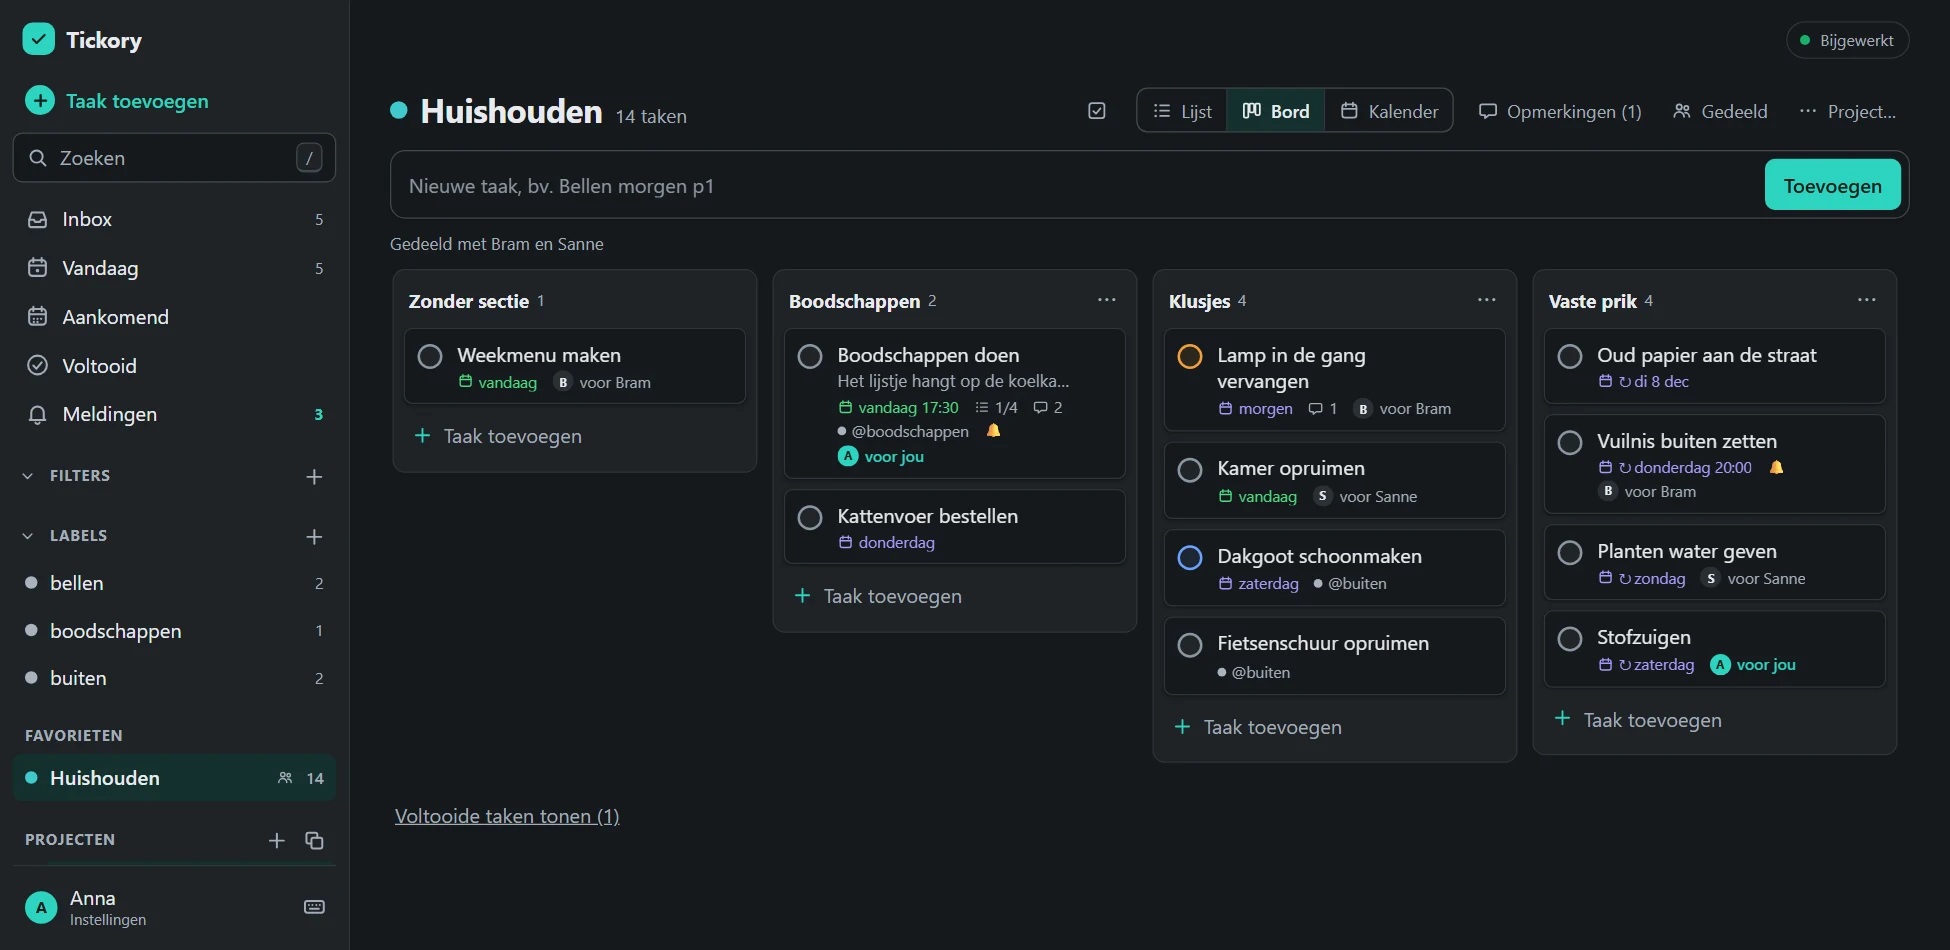 Tickory
Taak toevoegen
Zoeken /
Inbox 5
Vandaag 5
Aankomend
Voltooid
Meldingen 3
FILTERS
LABELS
bellen 2
boodschappen 1
buiten 2
FAVORIETEN
Huishouden 14
PROJECTEN
A Anna
Instellingen
Bijgewerkt
Huishouden 14 taken
Lijst Bord Kalender Opmerkingen (1) Gedeeld ··· Project...
Nieuwe taak, bv. Bellen morgen p1 Toevoegen
Gedeeld met Bram en Sanne
Zonder sectie 1
Weekmenu maken
vandaag B voor Bram
+ Taak toevoegen
Boodschappen 2 ···
Boodschappen doen
Het lijstje hangt op de koelka...
vandaag 17:30 1/4 2
@boodschappen
A voor jou
Kattenvoer bestellen
donderdag
+ Taak toevoegen
Klusjes 4 ···
Lamp in de gang
vervangen
morgen 1 B voor Bram
Kamer opruimen
vandaag S voor Sanne
Dakgoot schoonmaken
zaterdag @buiten
Fietsenschuur opruimen
@buiten
+ Taak toevoegen
Vaste prik 4 ···
Oud papier aan de straat
↻ di 8 dec
Vuilnis buiten zetten
↻ donderdag 20:00
B voor Bram
Planten water geven
↻ zondag S voor Sanne
Stofzuigen
↻ zaterdag A voor jou
+ Taak toevoegen
Voltooide taken tonen (1)